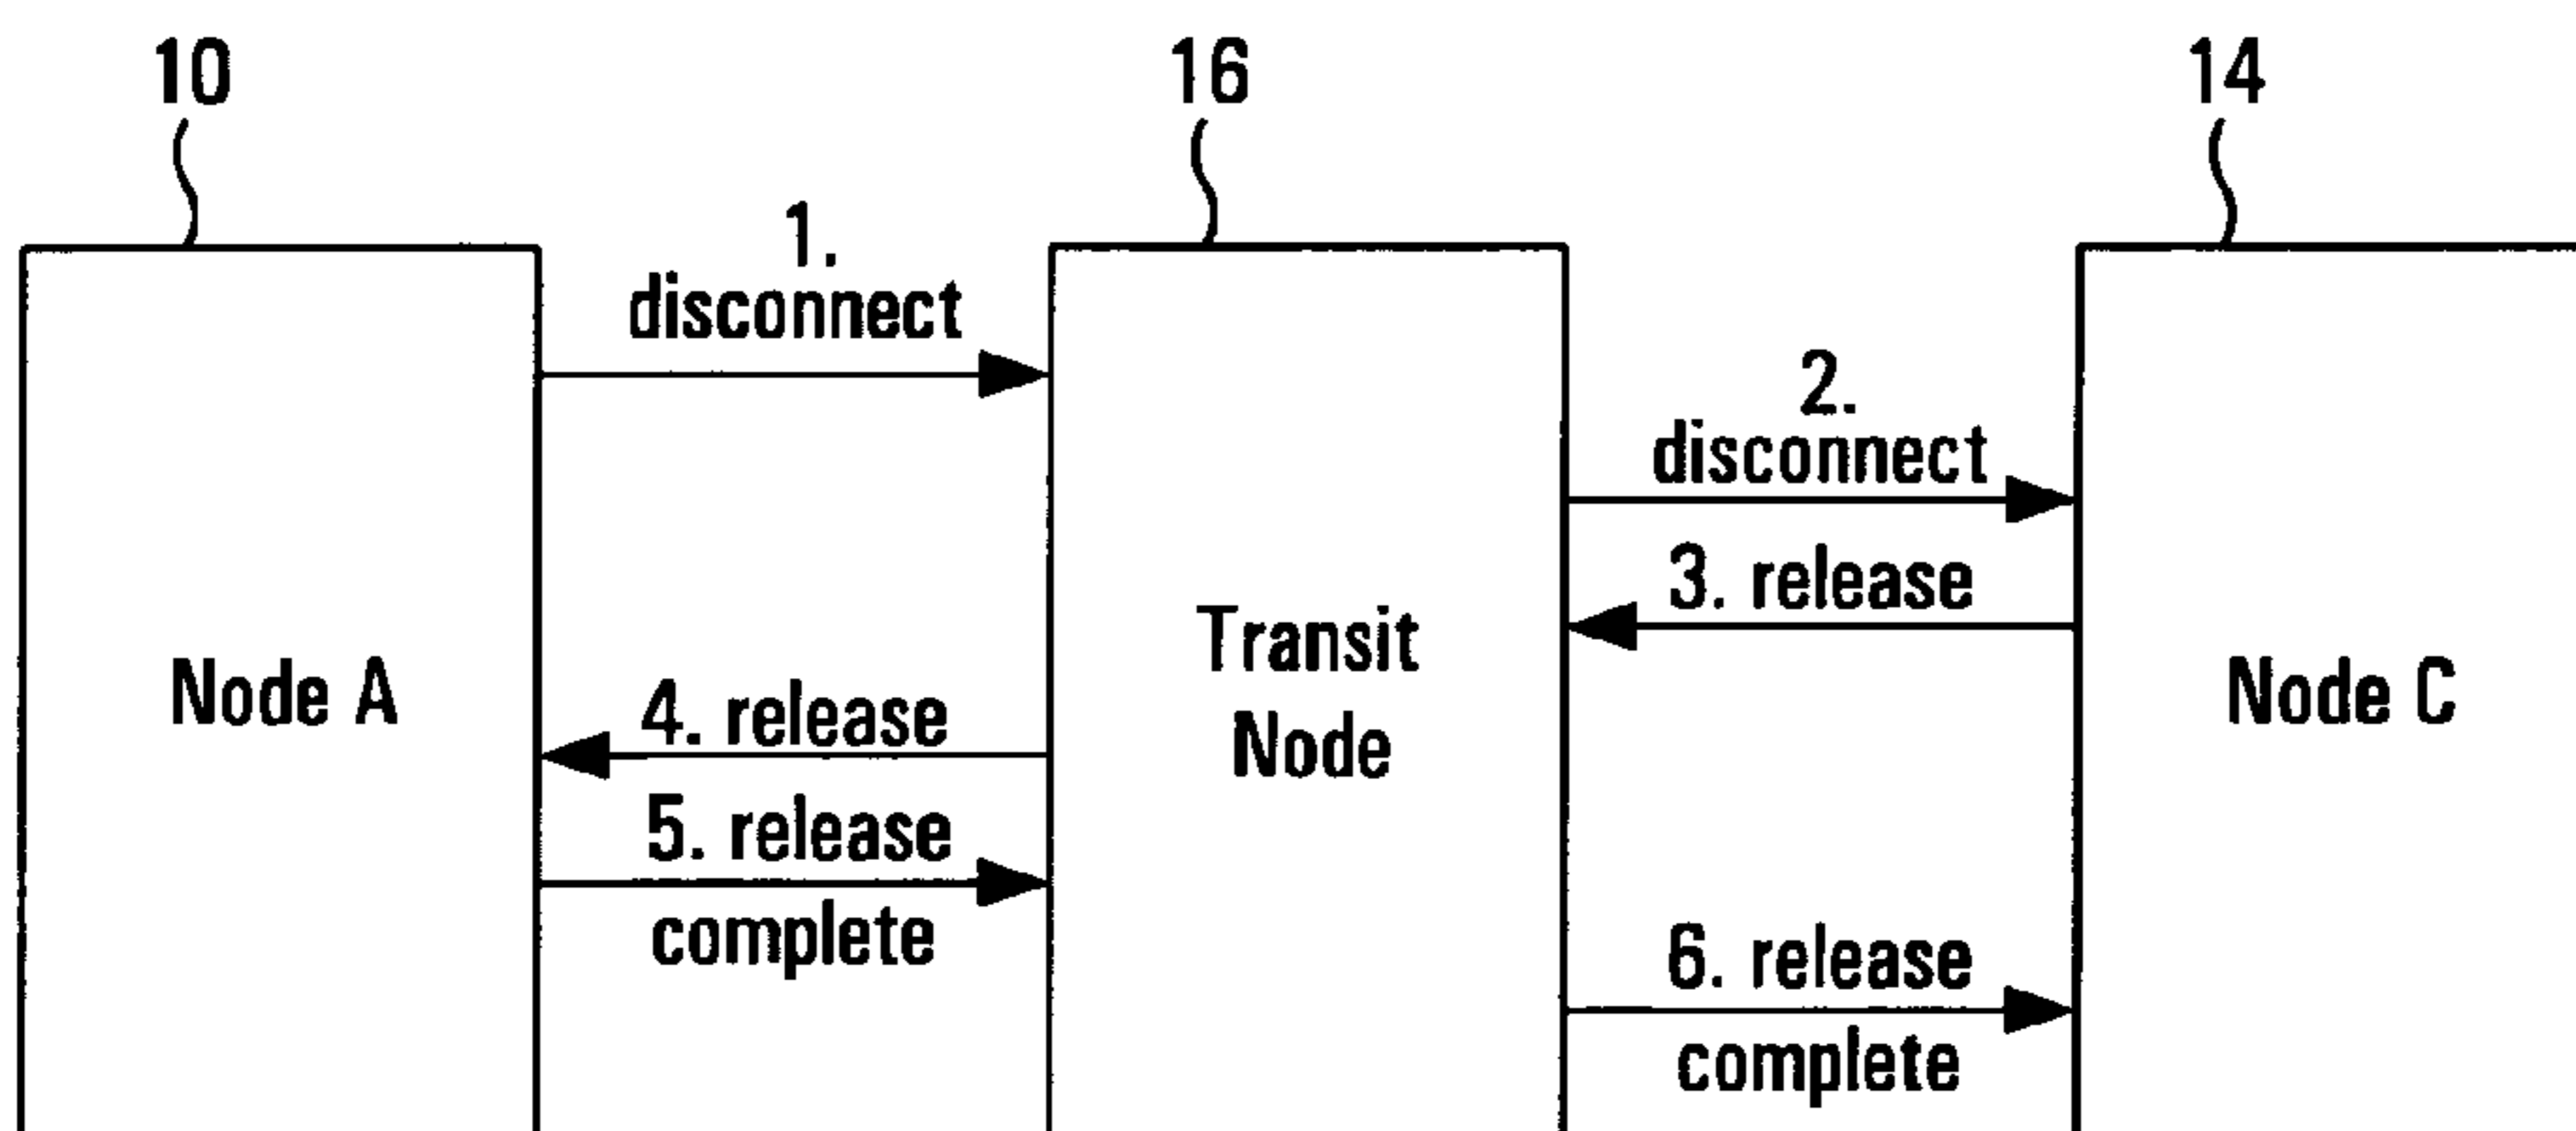 10
16
14
1.
disconnect
2.
disconnect
3. release
Node A
Transit
Node
Node C
4. release
5. release
complete
6. release
complete